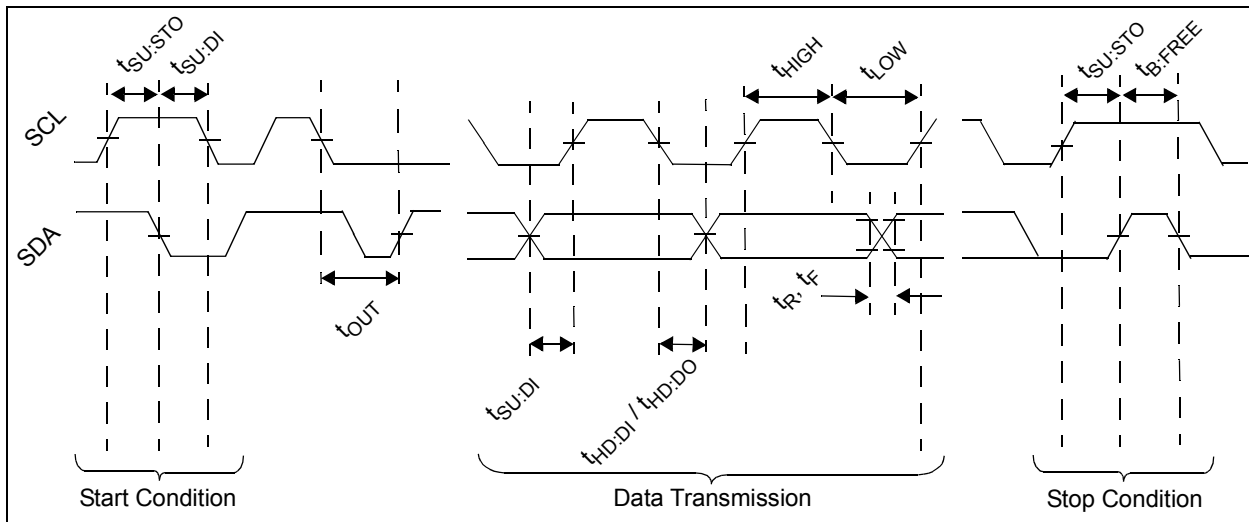 tSU:STO
tSU:DI
tHIGH
tLOW
tSU:STO
tB:FREE
SCL
SDA
tOUT
tR, tF
tSU:DI
tHD:DI / tHD:DO
Start Condition
Data Transmission
Stop Condition